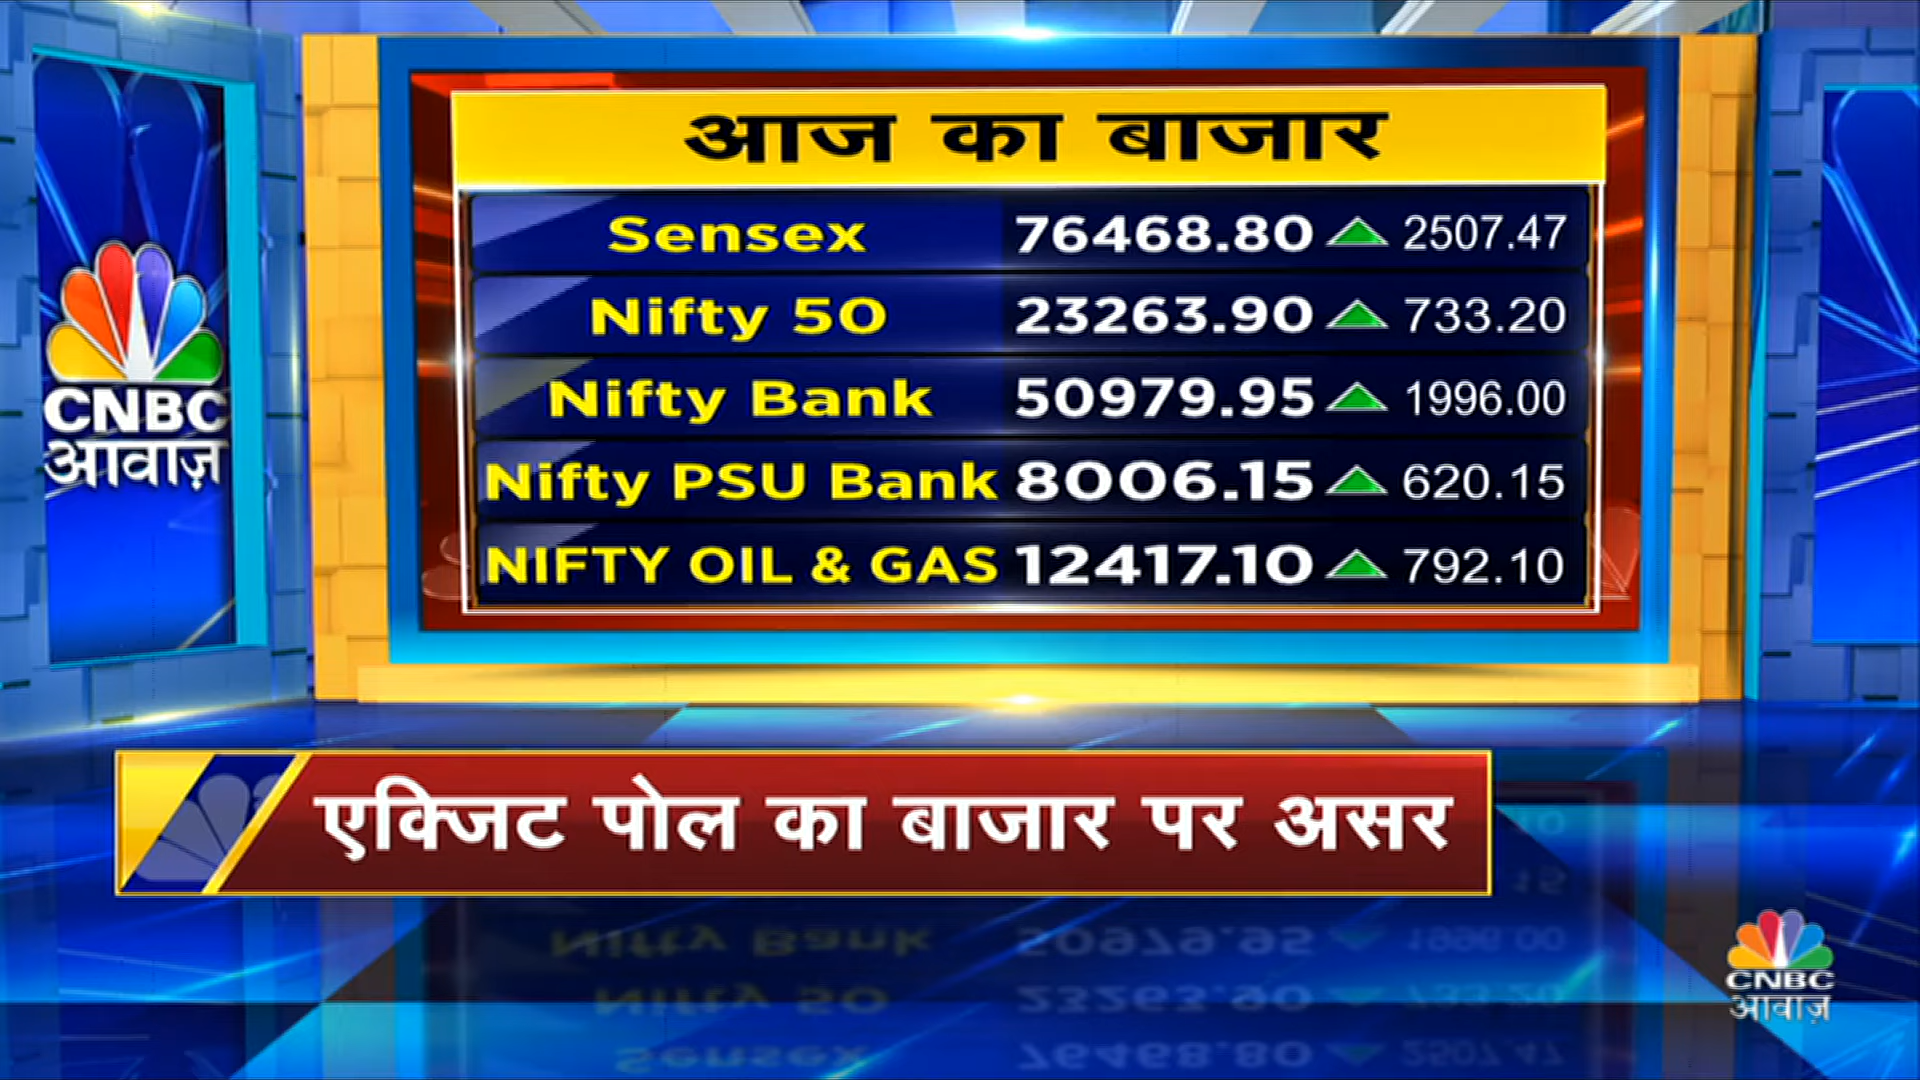 आज का बाजार
Sensex 76468.80 2507.47
Nifty 50 23263.90 733.20
Nifty Bank 50979.95 1996.00
Nifty PSU Bank 8006.15 620.15
NIFTY OIL & GAS 12417.10 792.10
CNBC
आवाज़
एक्जिट पोल का बाजार पर असर
CNBC
आवाज़